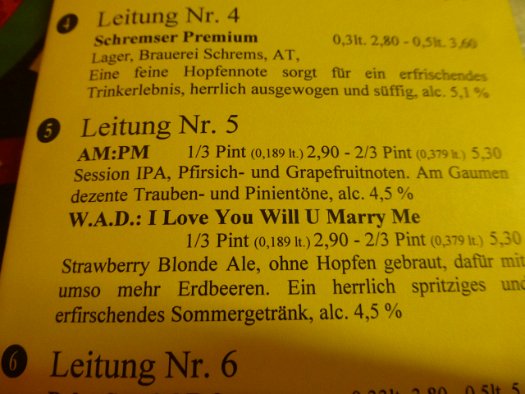 4 Leitung Nr. 4
Schremser Premium 0,3lt. 2,80 - 0,5lt. 3,60
Lager, Brauerei Schrems, AT,
Eine feine Hopfennote sorgt für ein erfrischendes
Trinkerlebnis, herrlich ausgewogen und süffig, alc. 5,1 %
5 Leitung Nr. 5
AM:PM 1/3 Pint (0,189 lt.) 2,90 - 2/3 Pint (0,379 lt.) 5,30
Session IPA, Pfirsich- und Grapefruitnoten. Am Gaumen
dezente Trauben- und Pinientöne, alc. 4,5 %
W.A.D.: I Love You Will U Marry Me
1/3 Pint (0,189 lt.) 2,90 - 2/3 Pint (0,379 lt.) 5,30
Strawberry Blonde Ale, ohne Hopfen gebraut, dafür mit
umso mehr Erdbeeren. Ein herrlich spritziges und
erfirschendes Sommergetränk, alc. 4,5 %
6 Leitung Nr. 6